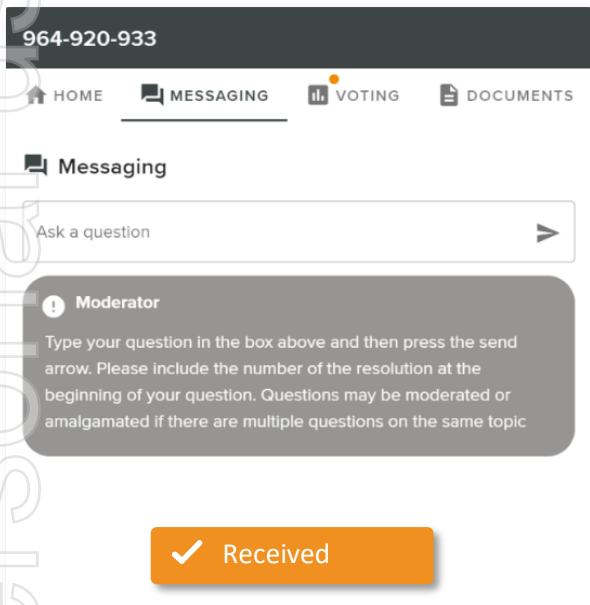 964-920-933
HOME MESSAGING VOTING DOCUMENTS
Messaging
Ask a question
Moderator
Type your question in the box above and then press the send
arrow. Please include the number of the resolution at the
beginning of your question. Questions may be moderated or
amalgamated if there are multiple questions on the same topic
Received